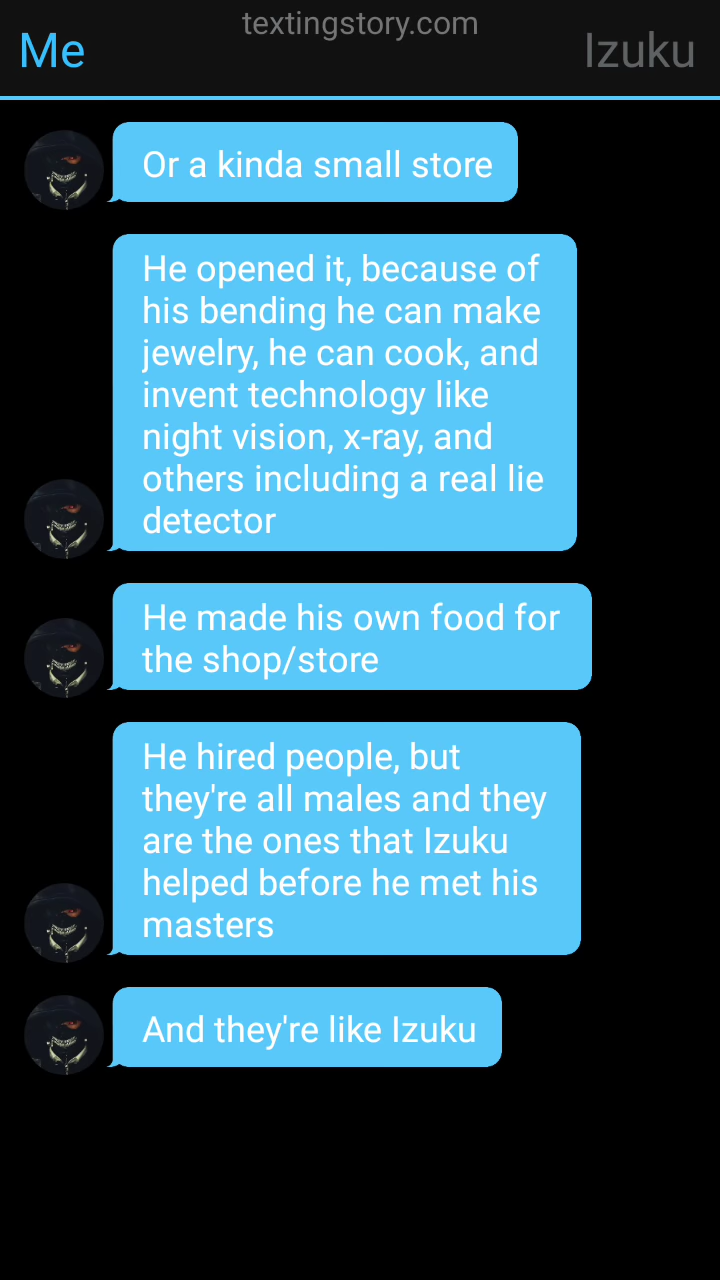 textingstory.com
Me
Izuku
Or a kinda small store
He opened it, because of
his bending he can make
jewelry, he can cook, and
invent technology like
night vision, x-ray, and
others including a real lie
detector
He made his own food for
the shop/store
He hired people, but
they're all males and they
are the ones that Izuku
helped before he met his
masters
And they're like Izuku